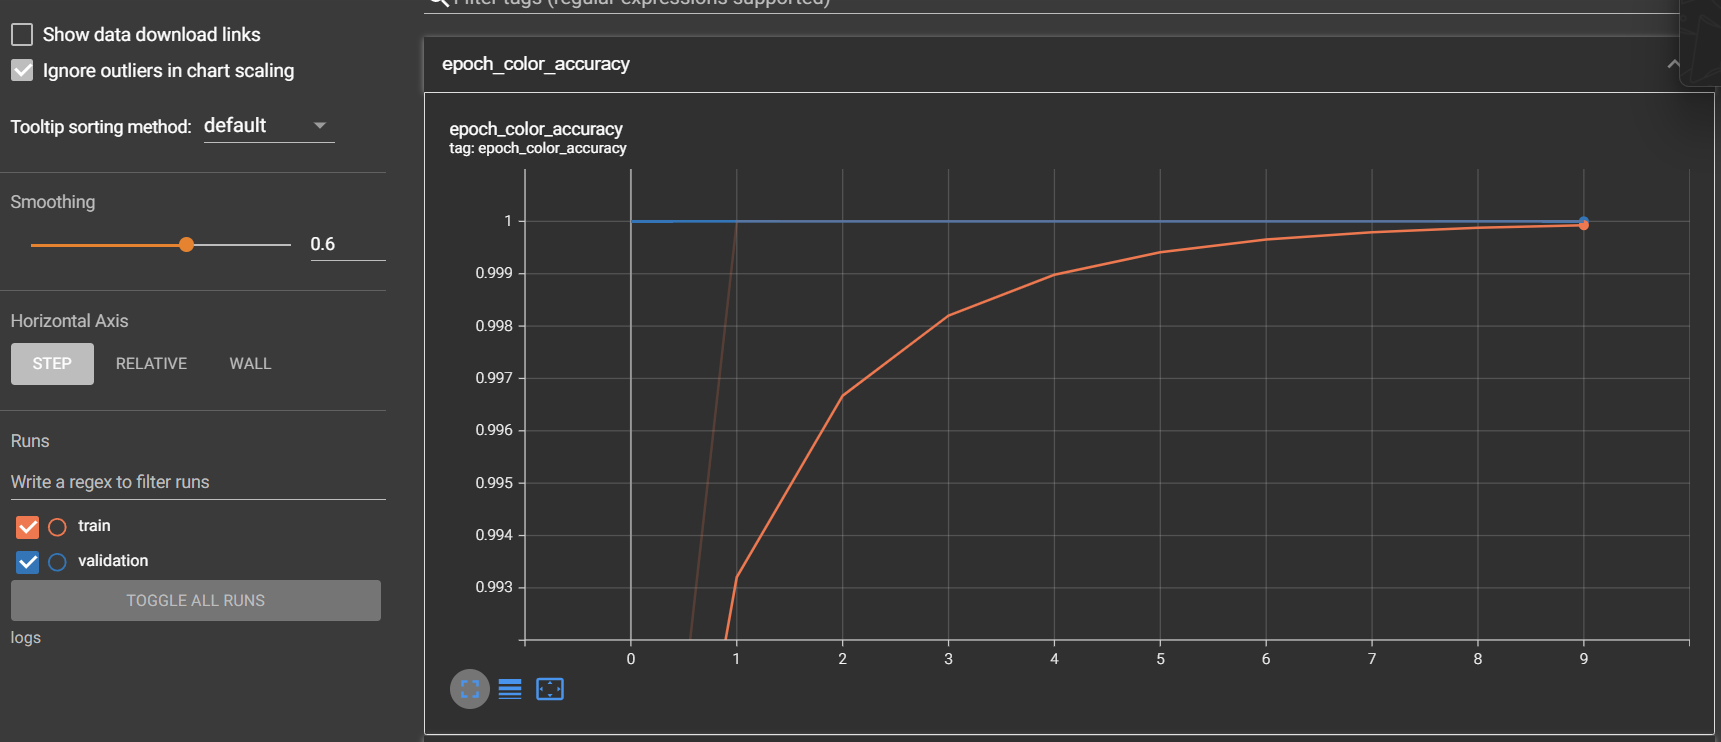 Filter tags (regular expressions supported)
Show data download links
Ignore outliers in chart scaling
Tooltip sorting method: default
Smoothing
0.6
Horizontal Axis
STEP RELATIVE WALL
Runs
Write a regex to filter runs
train
validation
TOGGLE ALL RUNS
logs
epoch_color_accuracy
epoch_color_accuracy
tag: epoch_color_accuracy
1
0.999
0.998
0.997
0.996
0.995
0.994
0.993
0 1 2 3 4 5 6 7 8 9